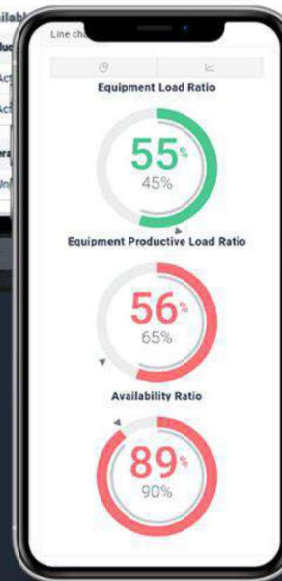 Line cha
Equipment Load Ratio
55%
45%
Equipment Productive Load Ratio
56%
65%
Availability Ratio
89%
90%